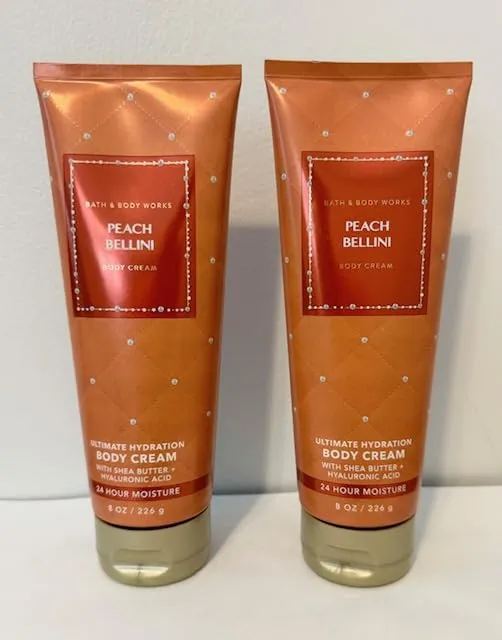 BATH & BODY WORKS
PEACH
BELLINI
BODY CREAM
ULTIMATE HYDRATION
BODY CREAM
WITH SHEA BUTTER +
HYALURONIC ACID
24 HOUR MOISTURE
8 OZ / 226 g
BATH & BODY WORKS
PEACH
BELLINI
BODY CREAM
ULTIMATE HYDRATION
BODY CREAM
WITH SHEA BUTTER +
HYALURONIC ACID
24 HOUR MOISTURE
8 OZ / 226 g